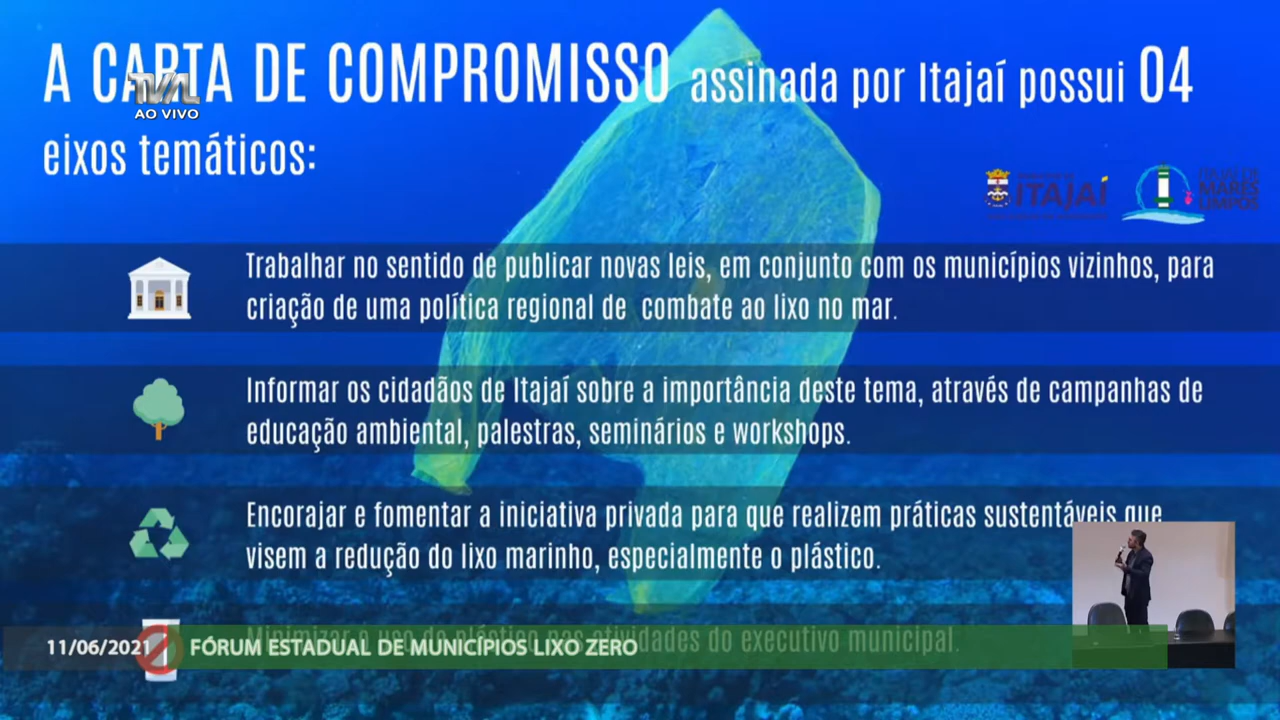 A CARTA DE COMPROMISSO assinada por Itajaí possui 04
TVAL
AO VIVO
eixos temáticos:
ITAJAÍ
MARES
LIMPOS
Trabalhar no sentido de publicar novas leis, em conjunto com os municípios vizinhos, para
criação de uma política regional de combate ao lixo no mar.
Informar os cidadãos de Itajaí sobre a importância deste tema, através de campanhas de
educação ambiental, palestras, seminários e workshops.
Encorajar e fomentar a iniciativa privada para que realizem práticas sustentáveis que
visem a redução do lixo marinho, especialmente o plástico.
Minimizar o uso do plástico nas atividades do executivo municipal.
11/06/2021 FÓRUM ESTADUAL DE MUNICÍPIOS LIXO ZERO